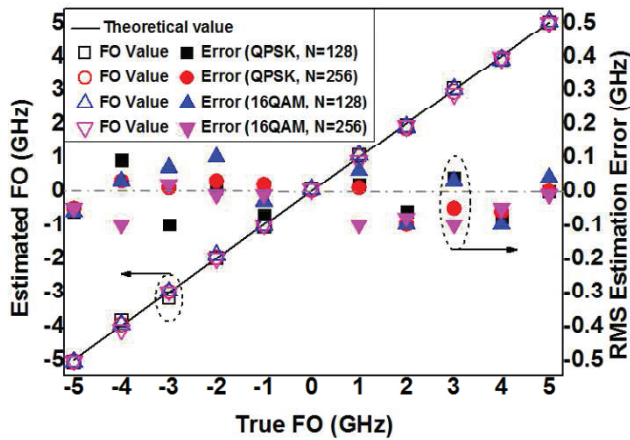 Theoretical value
FO Value Error (QPSK, N=128)
FO Value Error (QPSK, N=256)
FO Value Error (16QAM, N=128)
FO Value Error (16QAM, N=256)
Estimated FO (GHz)
5
4
3
2
1
0
-1
-2
-3
-4
-5
-5 -4 -3 -2 -1 0 1 2 3 4 5
True FO (GHz)
0.5
0.4
0.3
0.2
0.1
0.0
-0.1
0.2
0.3
0.4
0.5
RMS Estimation Error (GHz)